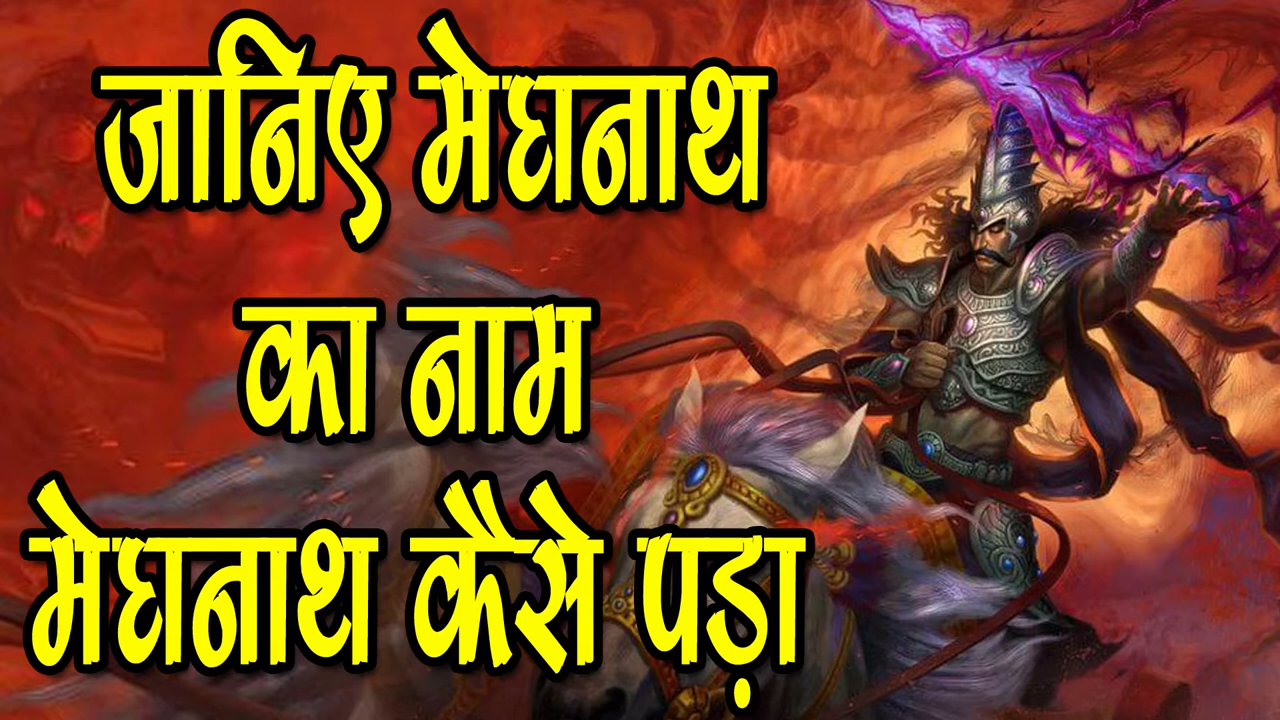 जानिए मेघनाथ
का नाम
मेघनाथ कैसे पड़ा